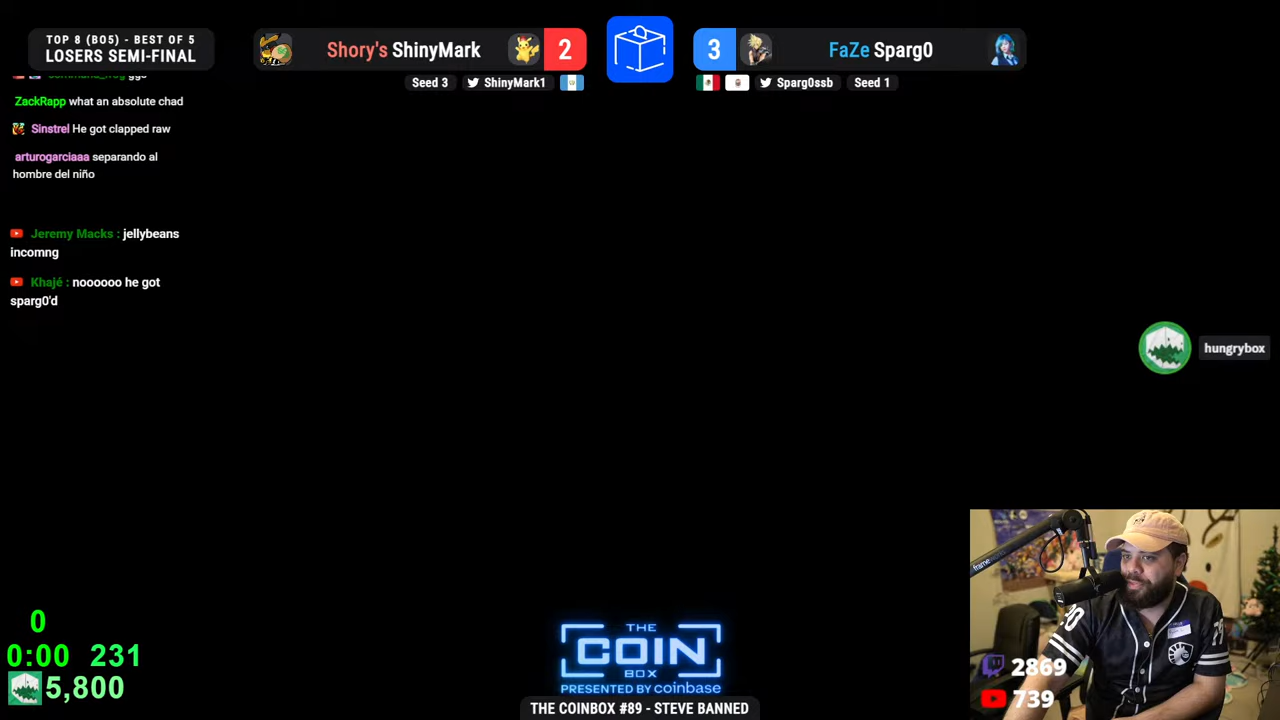 TOP 8 (BO5) - BEST OF 5
LOSERS SEMI-FINAL
Shory's ShinyMark
2
3
FaZe Sparg0
Seed 3
ShinyMark1
Sparg0ssb
Seed 1
ggs
ZackRapp what an absolute chad
Sinstrel He got clapped raw
arturogarciaaa separando al
hombre del niño
Jeremy Macks : jellybeans
incomng
Khajé : noooooo he got
sparg0'd
hungrybox
0
0:00 231
5,800
THE
COIN
BOX
PRESENTED BY coinbase
THE COINBOX #89 - STEVE BANNED
frame
2869
739